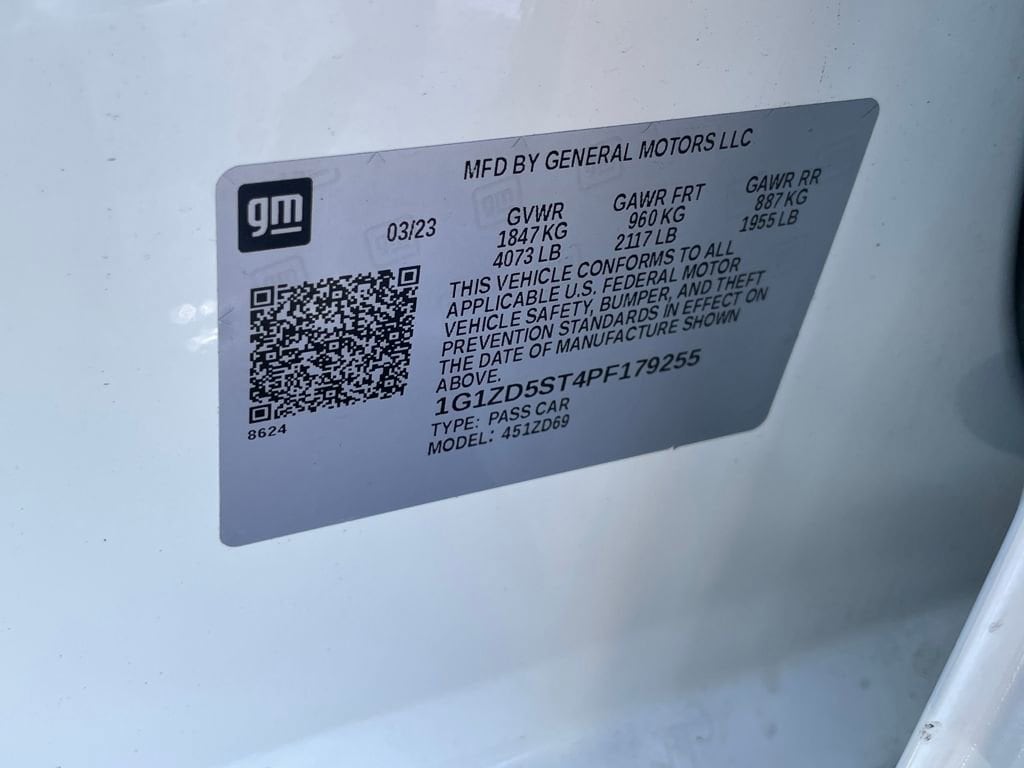 MFD BY GENERAL MOTORS LLC
gm
03/23
GVWR
1847 KG
4073 LB
GAWR FRT
960 KG
2117 LB
GAWR RR
887 KG
1955 LB
THIS VEHICLE CONFORMS TO ALL
APPLICABLE U.S. FEDERAL MOTOR
VEHICLE SAFETY, BUMPER, AND THEFT
PREVENTION STANDARDS IN EFFECT ON
THE DATE OF MANUFACTURE SHOWN
ABOVE.
1G1ZD5ST4PF179255
TYPE: PASS CAR
MODEL: 451ZD69
8624